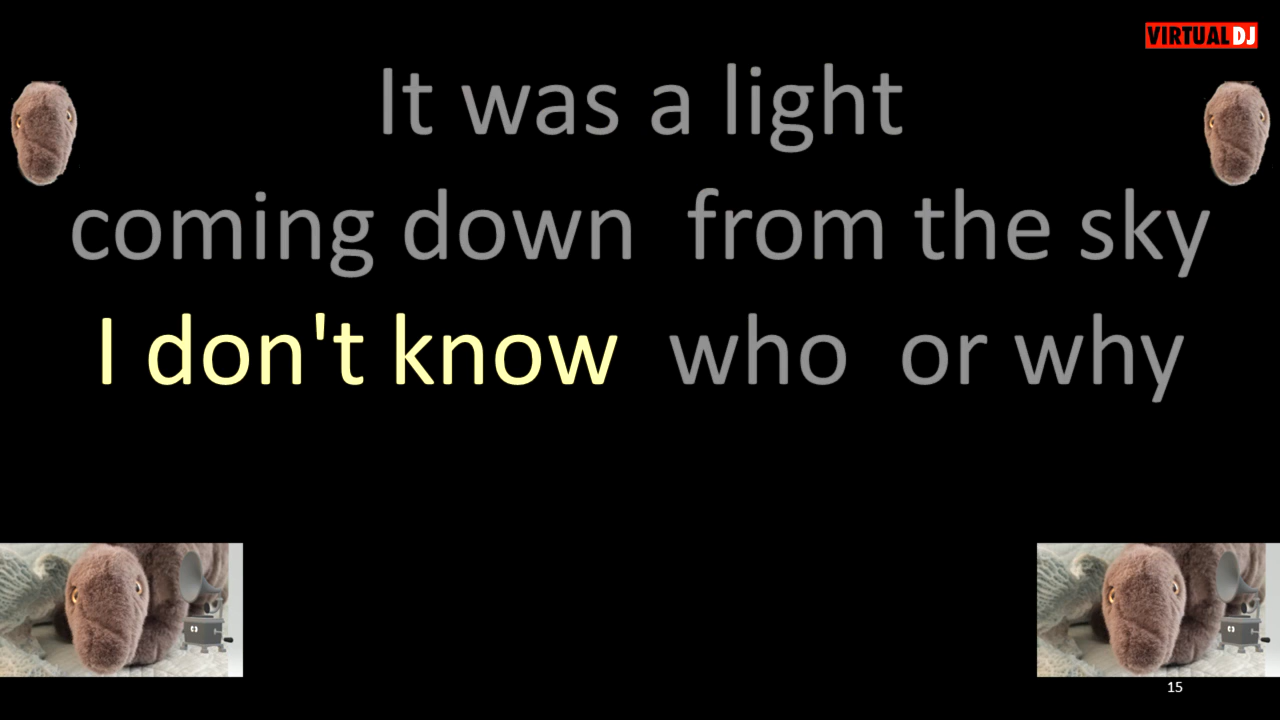 VIRTUAL DJ
It was a light
coming down from the sky
I don't know who or why
15